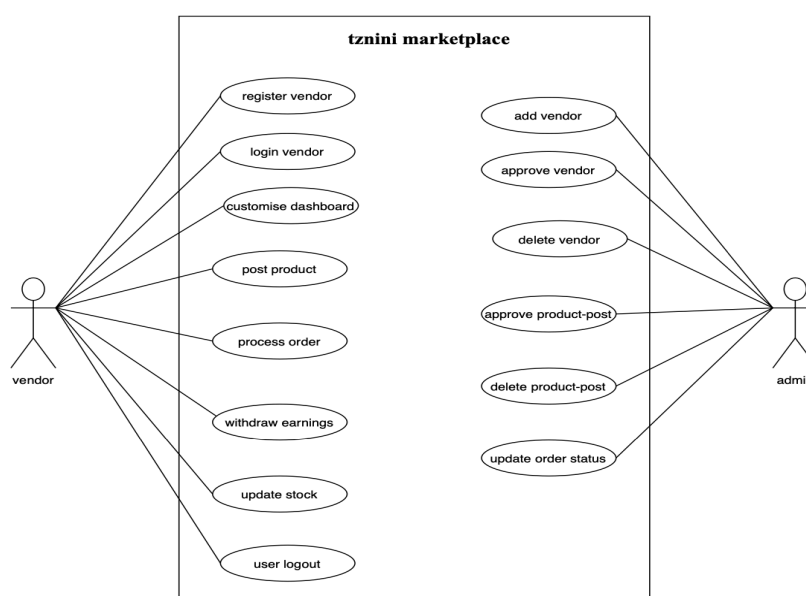 tznini marketplace
register vendor
login vendor
customise dashboard
post product
process order
withdraw earnings
update stock
user logout
add vendor
approve vendor
delete vendor
approve product-post
delete product-post
update order status
vendor
admi